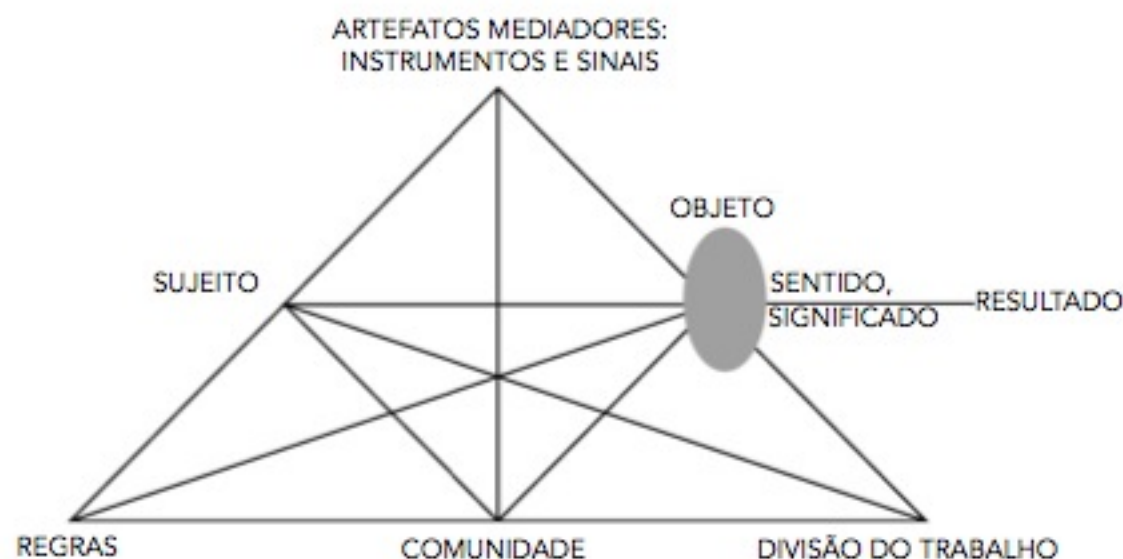 ARTEFATOS MEDIADORES:
INSTRUMENTOS E SINAIS
OBJETO
SUJEITO
SENTIDO,
SIGNIFICADO
RESULTADO
REGRAS
COMUNIDADE
DIVISÃO DO TRABALHO